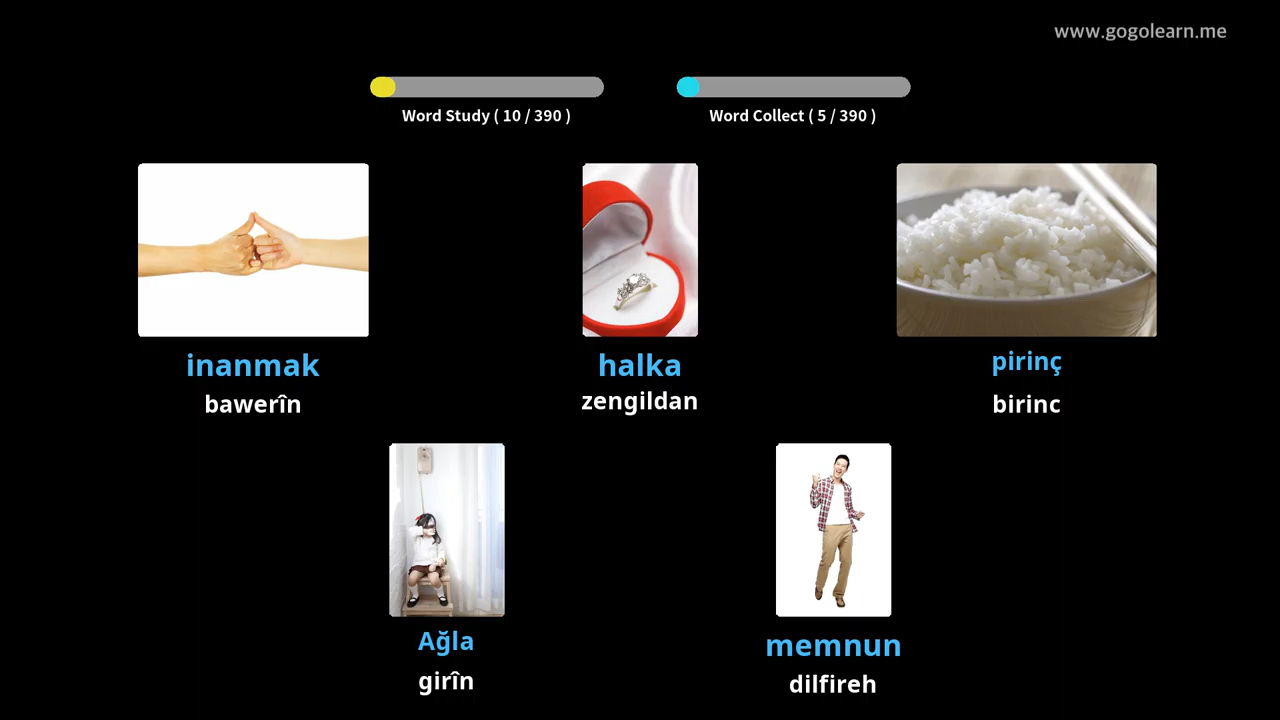 www.gogolearn.me
Word Study ( 10 / 390 )
Word Collect ( 5 / 390 )
inanmak
bawerîn
halka
zengildan
pirinç
birinc
Ağla
girîn
memnun
dilfireh